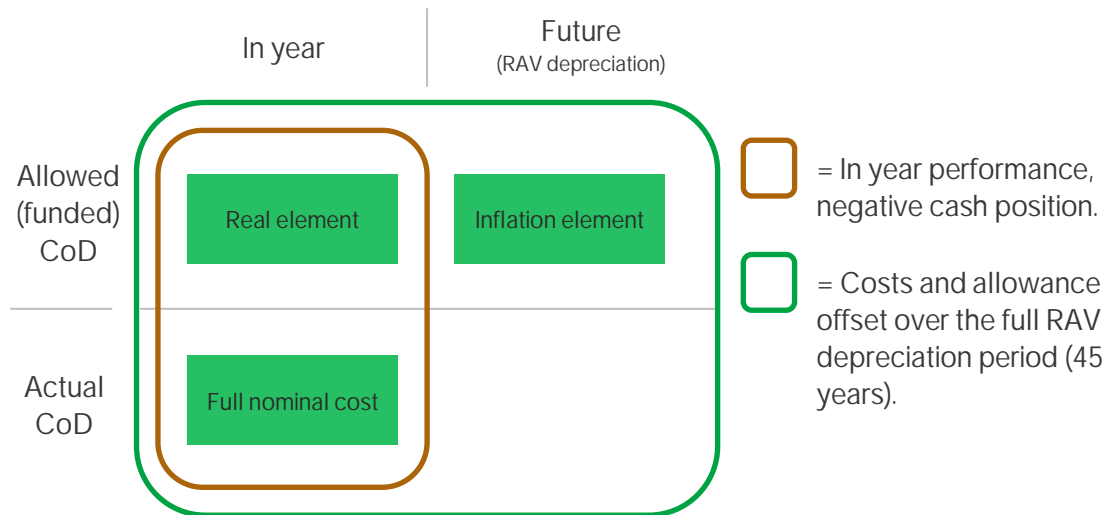 In year
Future
(RAV depreciation)
Allowed
(funded)
CoD
Real element
Inflation element
Actual
CoD
Full nominal cost
= In year performance,
negative cash position.
= Costs and allowance
offset over the full RAV
depreciation period (45
years).